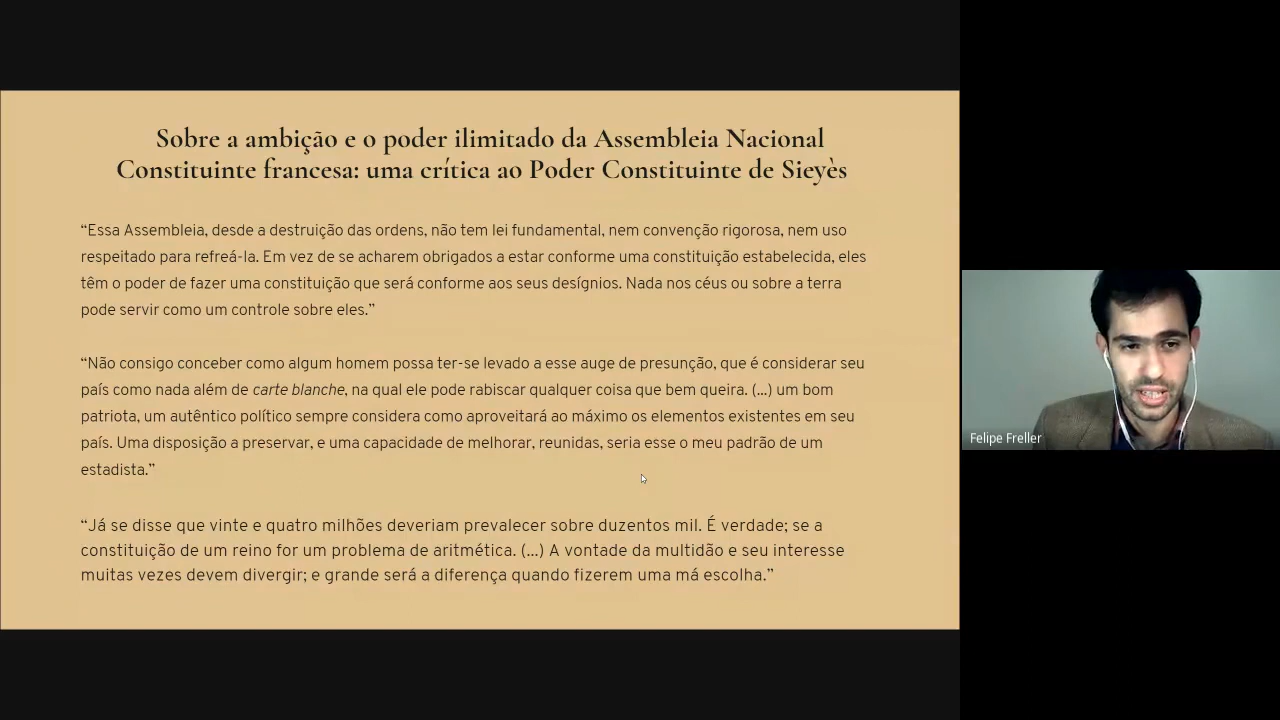 Sobre a ambição e o poder ilimitado da Assembleia Nacional
Constituinte francesa: uma crítica ao Poder Constituinte de Sieyès
“Essa Assembleia, desde a destruição das ordens, não tem lei fundamental, nem convenção rigorosa, nem uso
respeitado para refreá-la. Em vez de se acharem obrigados a estar conforme uma constituição estabelecida, eles
têm o poder de fazer uma constituição que será conforme aos seus desígnios. Nada nos céus ou sobre a terra
pode servir como um controle sobre eles.”
“Não consigo conceber como algum homem possa ter-se levado a esse auge de presunção, que é considerar seu
país como nada além de carte blanche, na qual ele pode rabiscar qualquer coisa que bem queira. (...) um bom
patriota, um autêntico político sempre considera como aproveitará ao máximo os elementos existentes em seu
país. Uma disposição a preservar, e uma capacidade de melhorar, reunidas, seria esse o meu padrão de um
estadista.”
“Já se disse que vinte e quatro milhões deveriam prevalecer sobre duzentos mil. É verdade; se a
constituição de um reino for um problema de aritmética. (...) A vontade da multidão e seu interesse
muitas vezes devem divergir; e grande será a diferença quando fizerem uma má escolha.”
Felipe Freller